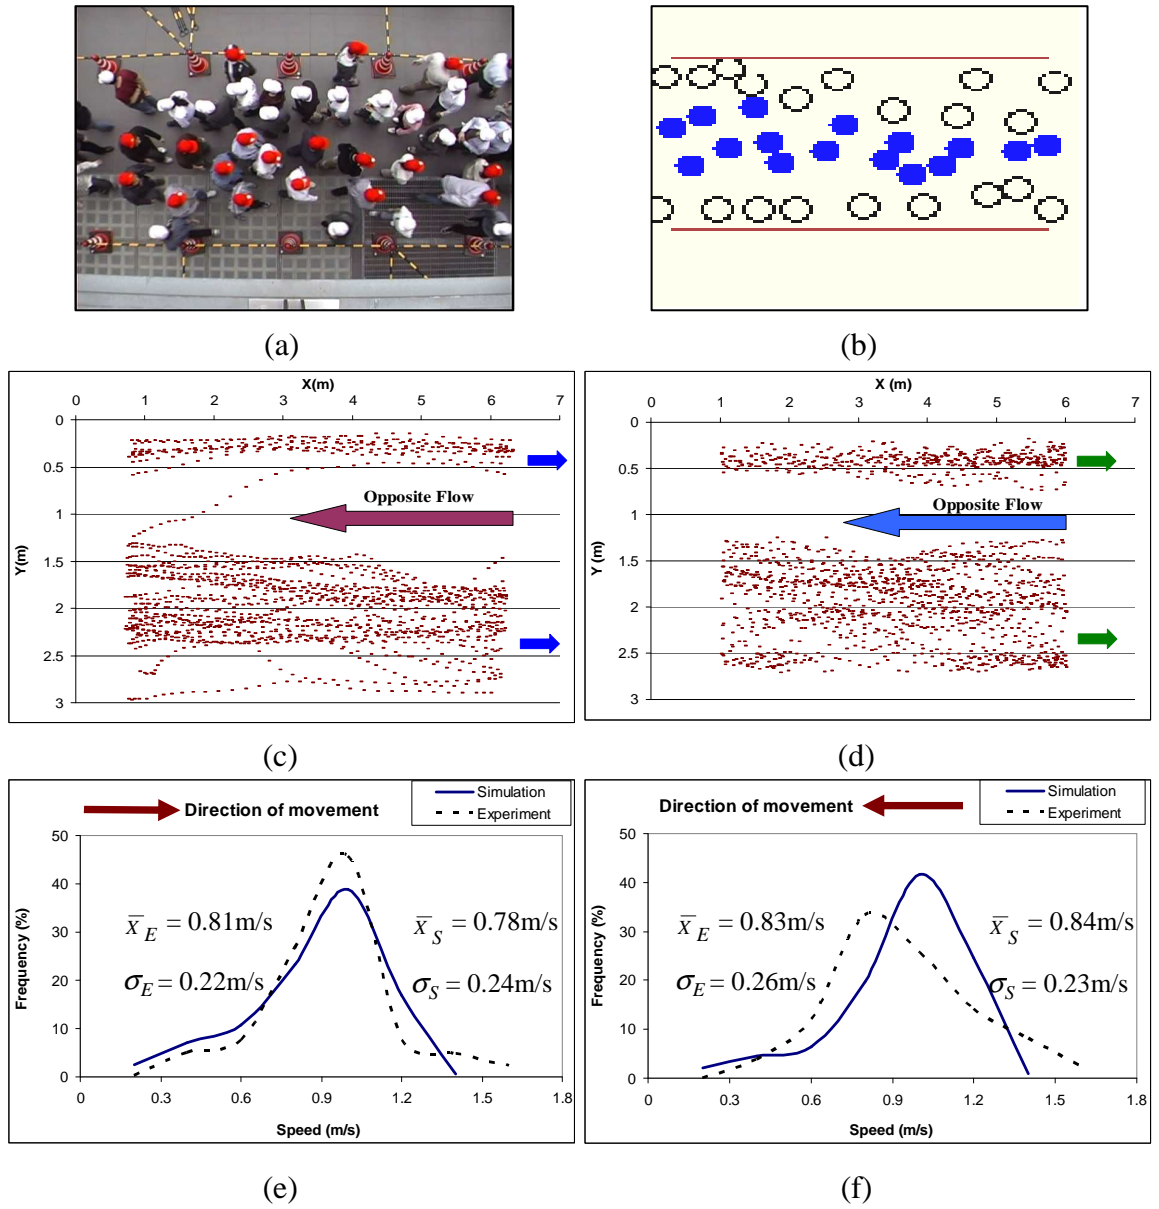 (a)
(b)
X(m)
0 1 2 3 4 5 6 7
0
0.5
1
1.5
2
2.5
3
Y(m)
Opposite Flow
(c)
X (m)
0 1 2 3 4 5 6 7
0
0.5
1
1.5
2
2.5
3
Y (m)
Opposite Flow
(d)
Direction of movement
Simulation
Experiment
50
40
30
20
10
0
Frequency (%)
x̅E = 0.81m/s
x̅S = 0.78m/s
σE = 0.22m/s
σS = 0.24m/s
0 0.3 0.6 0.9 1.2 1.5 1.8
Speed (m/s)
(e)
Direction of movement
Simulation
Experiment
50
40
30
20
10
0
Frequency (%)
x̅E = 0.83m/s
x̅S = 0.84m/s
σE = 0.26m/s
σS = 0.23m/s
0 0.3 0.6 0.9 1.2 1.5 1.8
Speed (m/s)
(f)